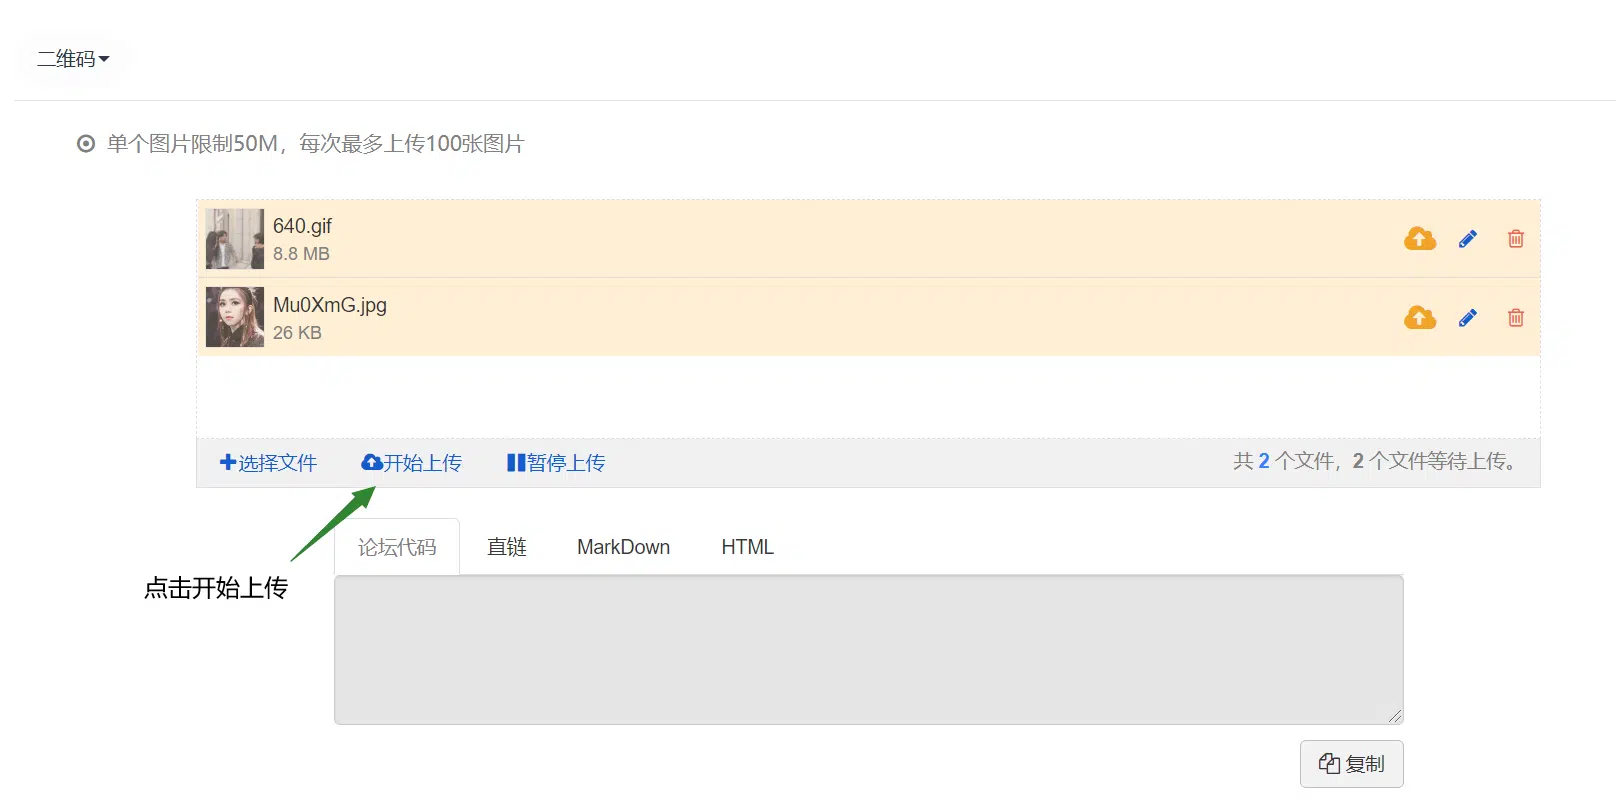 二维码
单个图片限制50M，每次最多上传100张图片
640.gif
8.8 MB
Mu0XmG.jpg
26 KB
选择文件 开始上传 暂停上传 共 2 个文件，2 个文件等待上传。
论坛代码 直链 MarkDown HTML
点击开始上传
复制